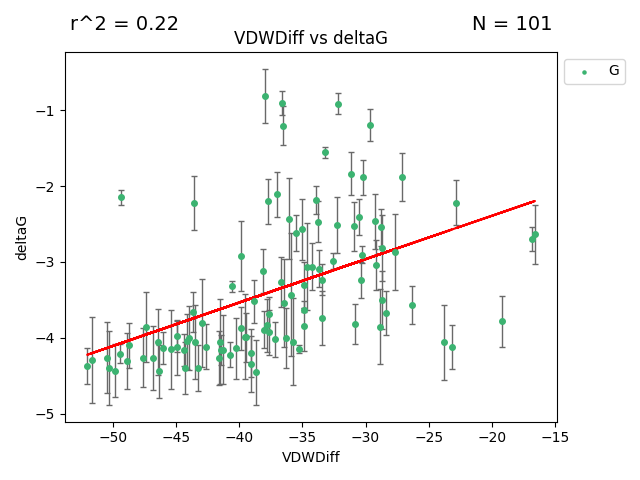 r^2 = 0.22
N = 101
VDWDiff vs deltaG
G
deltaG
−1
−2
−3
−4
−5
−50
−45
−40
−35
−30
−25
−20
−15
VDWDiff